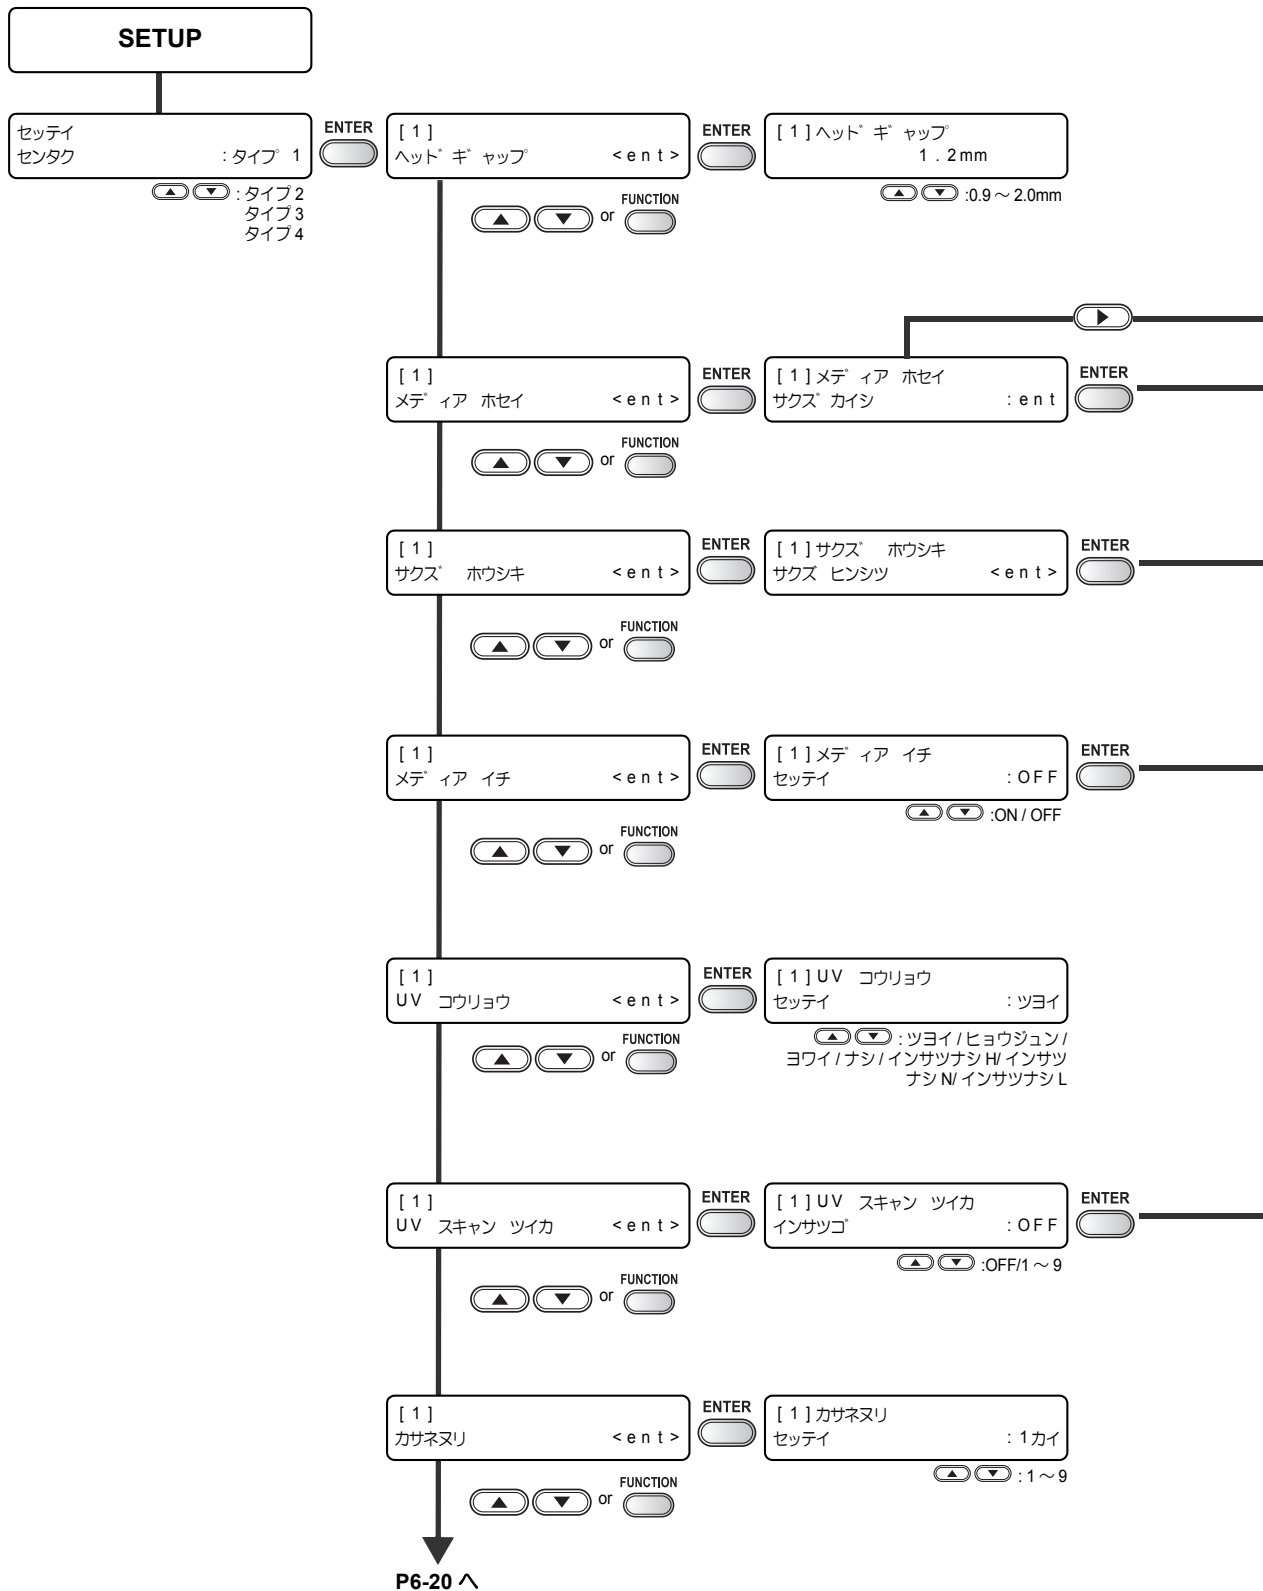 SETUP
セッテイ
センタク :タイプ 1
ENTER
:タイプ2
タイプ3
タイプ4
[1]
ヘッド ギャップ <ent>
ENTER
[1]ヘッド ギャップ
1.2mm
:0.9～2.0mm
or FUNCTION
[1]
メディア ホセイ <ent>
ENTER
[1]メディア ホセイ
サクズ カイシ :ent
ENTER
or FUNCTION
[1]
サクズ ホウシキ <ent>
ENTER
[1]サクズ ホウシキ
サクズ ヒンシツ <ent>
ENTER
or FUNCTION
[1]
メディア イチ <ent>
ENTER
[1]メディア イチ
セッテイ :OFF
ENTER
:ON / OFF
or FUNCTION
[1]
UV コウリョウ <ent>
ENTER
[1]UV コウリョウ
セッテイ :ツヨイ
:ツヨイ / ヒョウジュン /
ヨワイ / ナシ / インサツナシ H/ インサツ
ナシ N/ インサツナシ L
or FUNCTION
[1]
UV スキャン ツイカ <ent>
ENTER
[1]UV スキャン ツイカ
インサツゴ :OFF
ENTER
:OFF/1～9
or FUNCTION
[1]
カサネヌリ <ent>
ENTER
[1]カサネヌリ
セッテイ :1カイ
:1～9
or FUNCTION
P6-20 へ